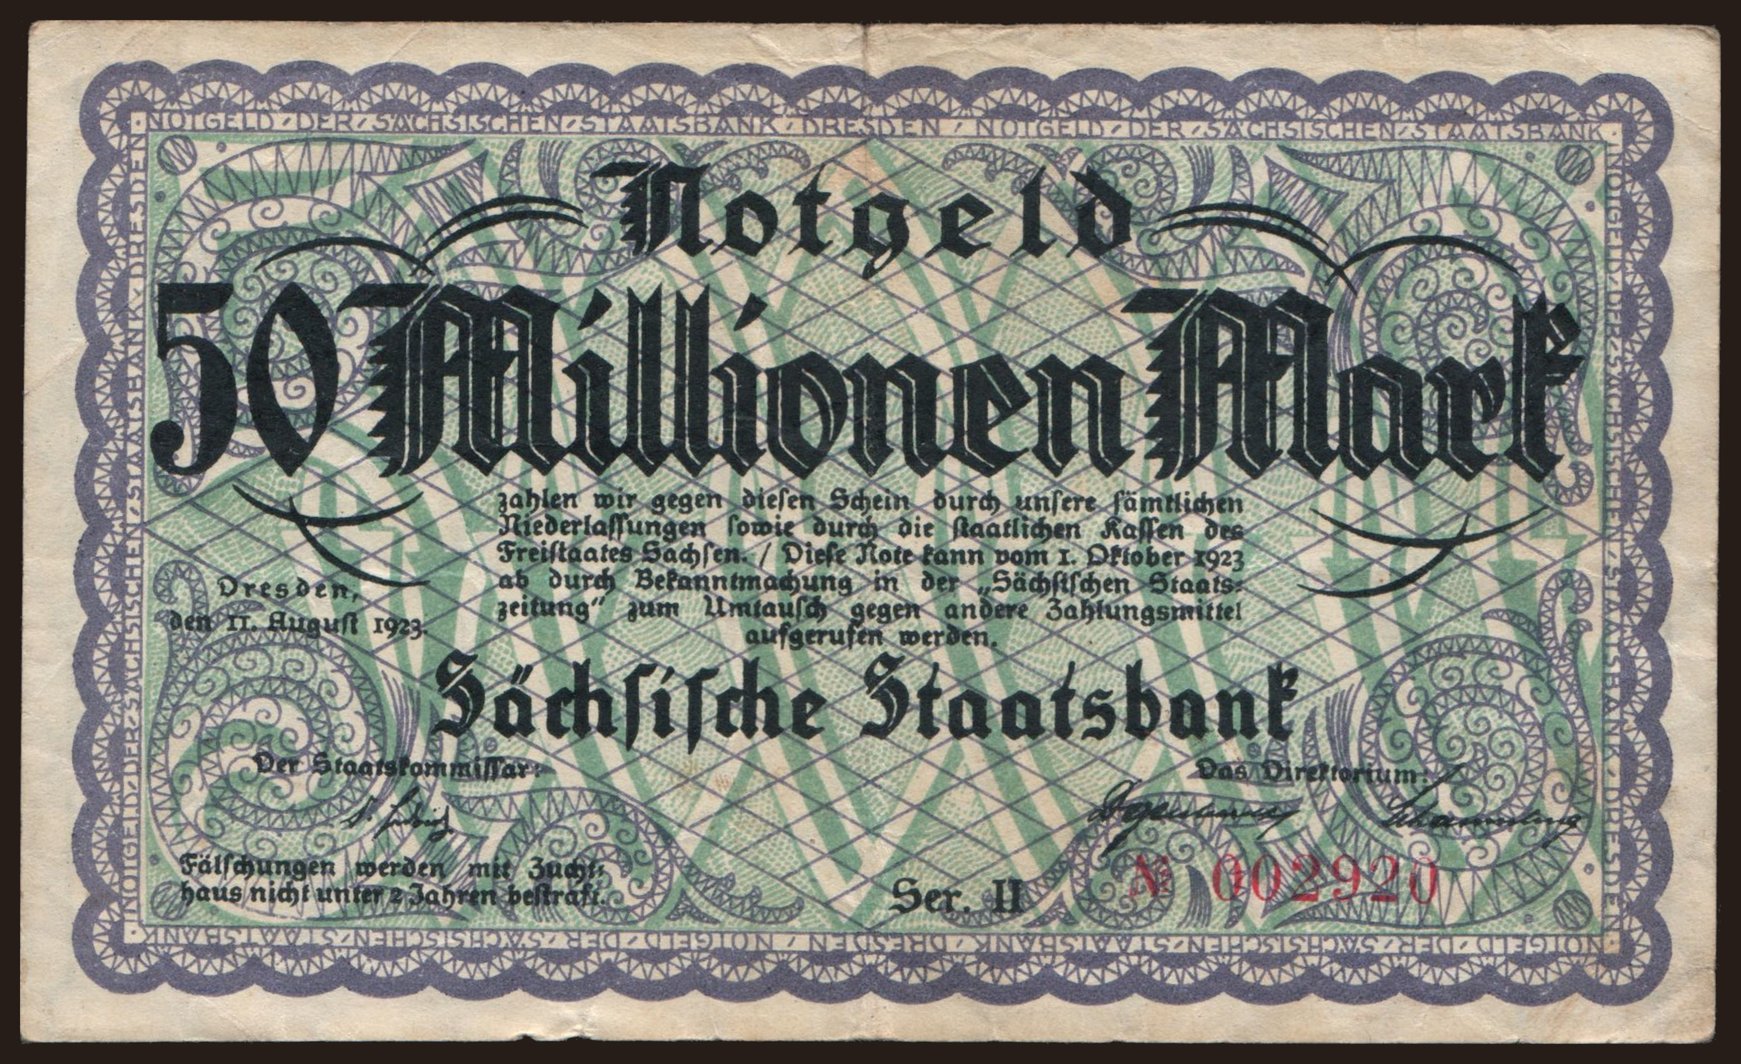 NOTGELD-DER-SÄCHSISCHEN-STAATSBANK-DRESDEN / NOTGELD-DER-SÄCHSISCHEN-STAATSBANK
Notgeld
50 Millionen Mark
zahlen wir gegen diesen Schein durch unsere sämtlichen
Niederlassungen sowie durch die staatlichen Kassen des
Freistaates Sachsen. / Diese Note kann vom 1. Oktober 1923
ab durch Bekanntmachung in der „Sächsischen Staats-
zeitung“ zum Umtausch gegen andere Zahlungsmittel
aufgerufen werden.
Dresden,
den 11. August 1923.
Sächsische Staatsbank
Der Staatskommissar:
Das Direktorium:
Fälschungen werden mit Zucht-
haus nicht unter 2 Jahren bestraft.
Ser. II
№ 002920